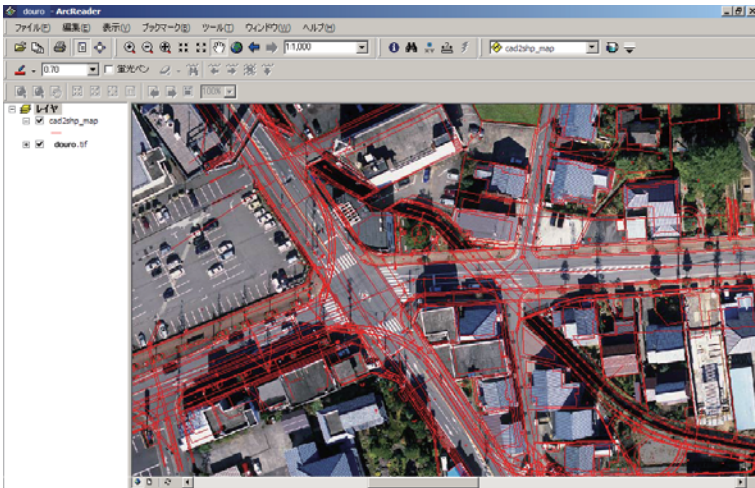 douro - ArcReader
ファイル(F) 編集(E) 表示(V) ブックマーク(B) ツール(T) ウィンドウ(W) ヘルプ(H)
1:1,000 cad2shp_map
0.70 蛍光ペン
100%
レイヤ
cad2shp_map
douro.tif